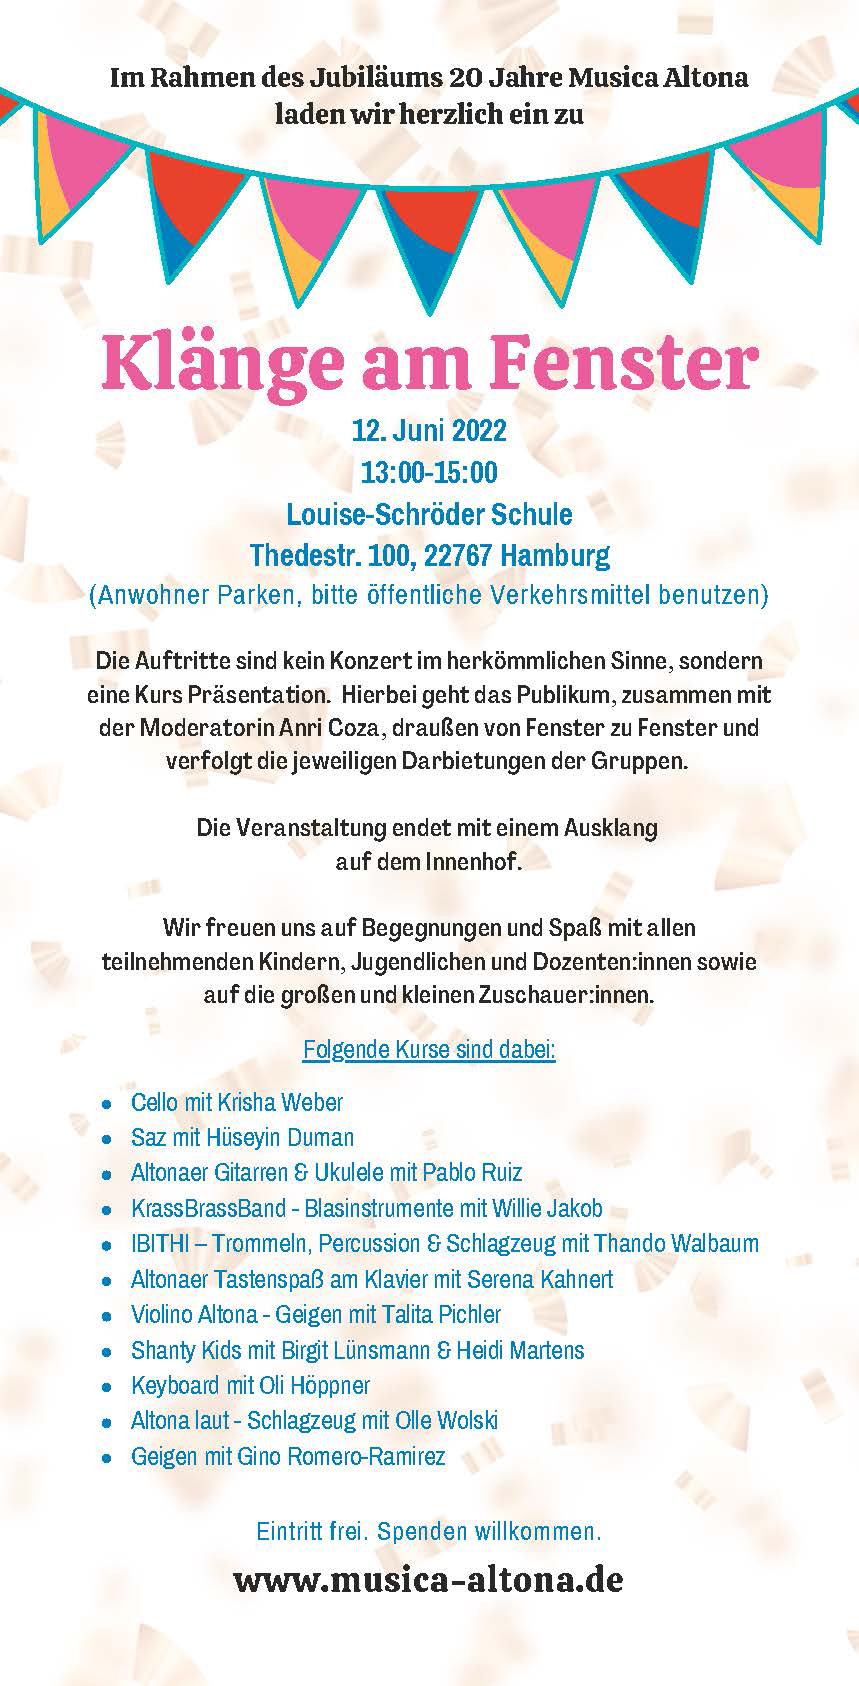 Im Rahmen des Jubiläums 20 Jahre Musica Altona
laden wir herzlich ein zu
Klänge am Fenster
12. Juni 2022
13:00-15:00
Louise-Schröder Schule
Thedestr. 100, 22767 Hamburg
(Anwohner Parken, bitte öffentliche Verkehrsmittel benutzen)
Die Auftritte sind kein Konzert im herkömmlichen Sinne, sondern
eine Kurs Präsentation. Hierbei geht das Publikum, zusammen mit
der Moderatorin Anri Coza, draußen von Fenster zu Fenster und
verfolgt die jeweiligen Darbietungen der Gruppen.
Die Veranstaltung endet mit einem Ausklang
auf dem Innenhof.
Wir freuen uns auf Begegnungen und Spaß mit allen
teilnehmenden Kindern, Jugendlichen und Dozenten:innen sowie
auf die großen und kleinen Zuschauer:innen.
Folgende Kurse sind dabei:
• Cello mit Krisha Weber
• Saz mit Hüseyin Duman
• Altonaer Gitarren & Ukulele mit Pablo Ruiz
• KrassBrassBand - Blasinstrumente mit Willie Jakob
• IBITHI – Trommeln, Percussion & Schlagzeug mit Thando Walbaum
• Altonaer Tastenspaß am Klavier mit Serena Kahnert
• Violino Altona - Geigen mit Talita Pichler
• Shanty Kids mit Birgit Lünsmann & Heidi Martens
• Keyboard mit Oli Höppner
• Altona laut - Schlagzeug mit Olle Wolski
• Geigen mit Gino Romero-Ramirez
Eintritt frei. Spenden willkommen.
www.musica-altona.de